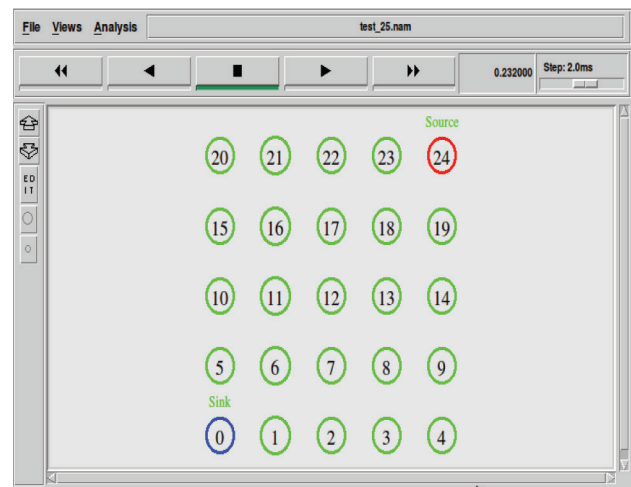 File Views Analysis test_25.nam
0.232000 Step: 2.0ms
ED
IT
Source
20 21 22 23 24
15 16 17 18 19
10 11 12 13 14
5 6 7 8 9
Sink
0 1 2 3 4